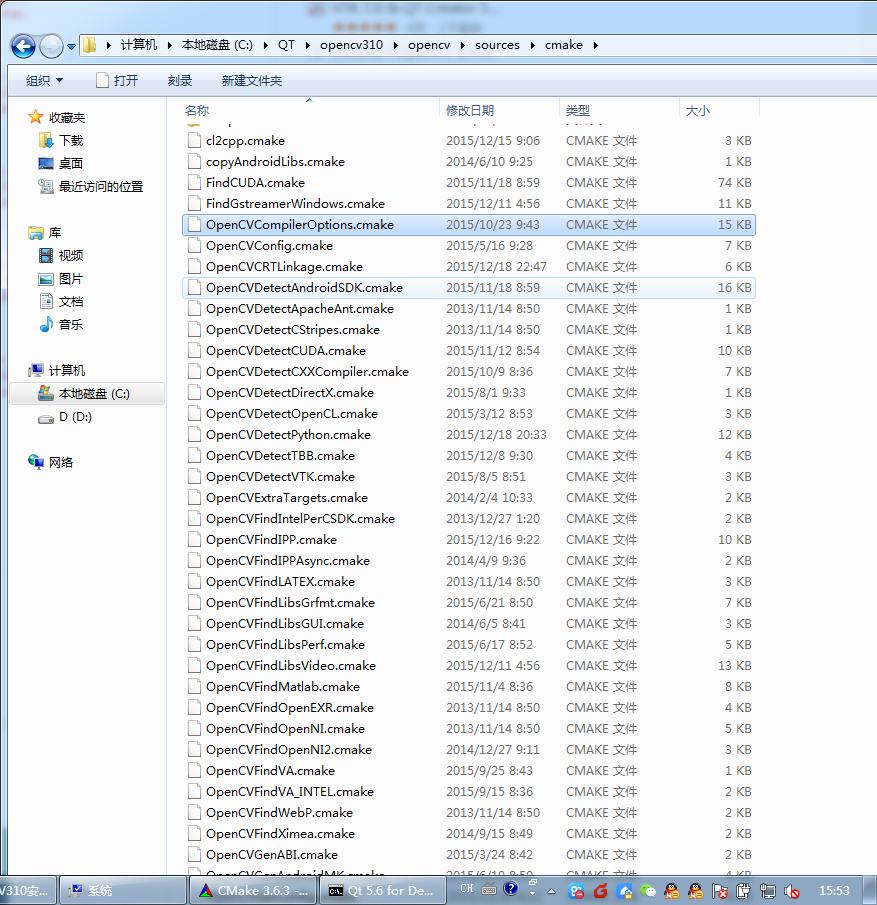 计算机 ▸ 本地磁盘 (C:) ▸ QT ▸ opencv310 ▸ opencv ▸ sources ▸ cmake ▸
组织 打开 刻录 新建文件夹
名称 修改日期 类型 大小
收藏夹
下载
桌面
最近访问的位置
库
视频
图片
文档
音乐
计算机
本地磁盘 (C:)
D (D:)
网络
cl2cpp.cmake 2015/12/15 9:06 CMAKE 文件 3 KB
copyAndroidLibs.cmake 2014/6/10 9:25 CMAKE 文件 1 KB
FindCUDA.cmake 2015/11/18 8:59 CMAKE 文件 74 KB
FindGstreamerWindows.cmake 2015/12/11 4:56 CMAKE 文件 11 KB
OpenCVCompilerOptions.cmake 2015/10/23 9:43 CMAKE 文件 15 KB
OpenCVConfig.cmake 2015/5/16 9:28 CMAKE 文件 7 KB
OpenCVCRTLinkage.cmake 2015/12/18 22:47 CMAKE 文件 6 KB
OpenCVDetectAndroidSDK.cmake 2015/11/18 8:59 CMAKE 文件 16 KB
OpenCVDetectApacheAnt.cmake 2013/11/14 8:50 CMAKE 文件 1 KB
OpenCVDetectCStripes.cmake 2013/11/14 8:50 CMAKE 文件 1 KB
OpenCVDetectCUDA.cmake 2015/11/12 8:54 CMAKE 文件 10 KB
OpenCVDetectCXXCompiler.cmake 2015/10/9 8:36 CMAKE 文件 7 KB
OpenCVDetectDirectX.cmake 2015/8/1 9:33 CMAKE 文件 1 KB
OpenCVDetectOpenCL.cmake 2015/3/12 8:53 CMAKE 文件 3 KB
OpenCVDetectPython.cmake 2015/12/18 20:33 CMAKE 文件 12 KB
OpenCVDetectTBB.cmake 2015/12/8 9:30 CMAKE 文件 4 KB
OpenCVDetectVTK.cmake 2015/8/5 8:51 CMAKE 文件 3 KB
OpenCVExtraTargets.cmake 2014/2/4 10:33 CMAKE 文件 2 KB
OpenCVFindIntelPerCSDK.cmake 2013/12/27 1:20 CMAKE 文件 2 KB
OpenCVFindIPP.cmake 2015/12/16 9:22 CMAKE 文件 10 KB
OpenCVFindIPPAsync.cmake 2014/4/9 9:36 CMAKE 文件 2 KB
OpenCVFindLATEX.cmake 2013/11/14 8:50 CMAKE 文件 3 KB
OpenCVFindLibsGrfmt.cmake 2015/6/21 8:50 CMAKE 文件 7 KB
OpenCVFindLibsGUI.cmake 2014/6/5 8:41 CMAKE 文件 3 KB
OpenCVFindLibsPerf.cmake 2015/6/17 8:52 CMAKE 文件 5 KB
OpenCVFindLibsVideo.cmake 2015/12/11 4:56 CMAKE 文件 13 KB
OpenCVFindMatlab.cmake 2015/11/4 8:36 CMAKE 文件 8 KB
OpenCVFindOpenEXR.cmake 2013/11/14 8:50 CMAKE 文件 4 KB
OpenCVFindOpenNI.cmake 2013/11/14 8:50 CMAKE 文件 5 KB
OpenCVFindOpenNI2.cmake 2014/12/27 9:11 CMAKE 文件 3 KB
OpenCVFindVA.cmake 2015/9/25 8:43 CMAKE 文件 1 KB
OpenCVFindVA_INTEL.cmake 2015/9/15 8:36 CMAKE 文件 2 KB
OpenCVFindWebP.cmake 2013/11/14 8:50 CMAKE 文件 2 KB
OpenCVFindXimea.cmake 2014/9/15 8:49 CMAKE 文件 2 KB
OpenCVGenABI.cmake 2015/3/24 8:42 CMAKE 文件 2 KB
V310安... 系统 CMake 3.6.3 -... Qt 5.6 for De... CH 15:53